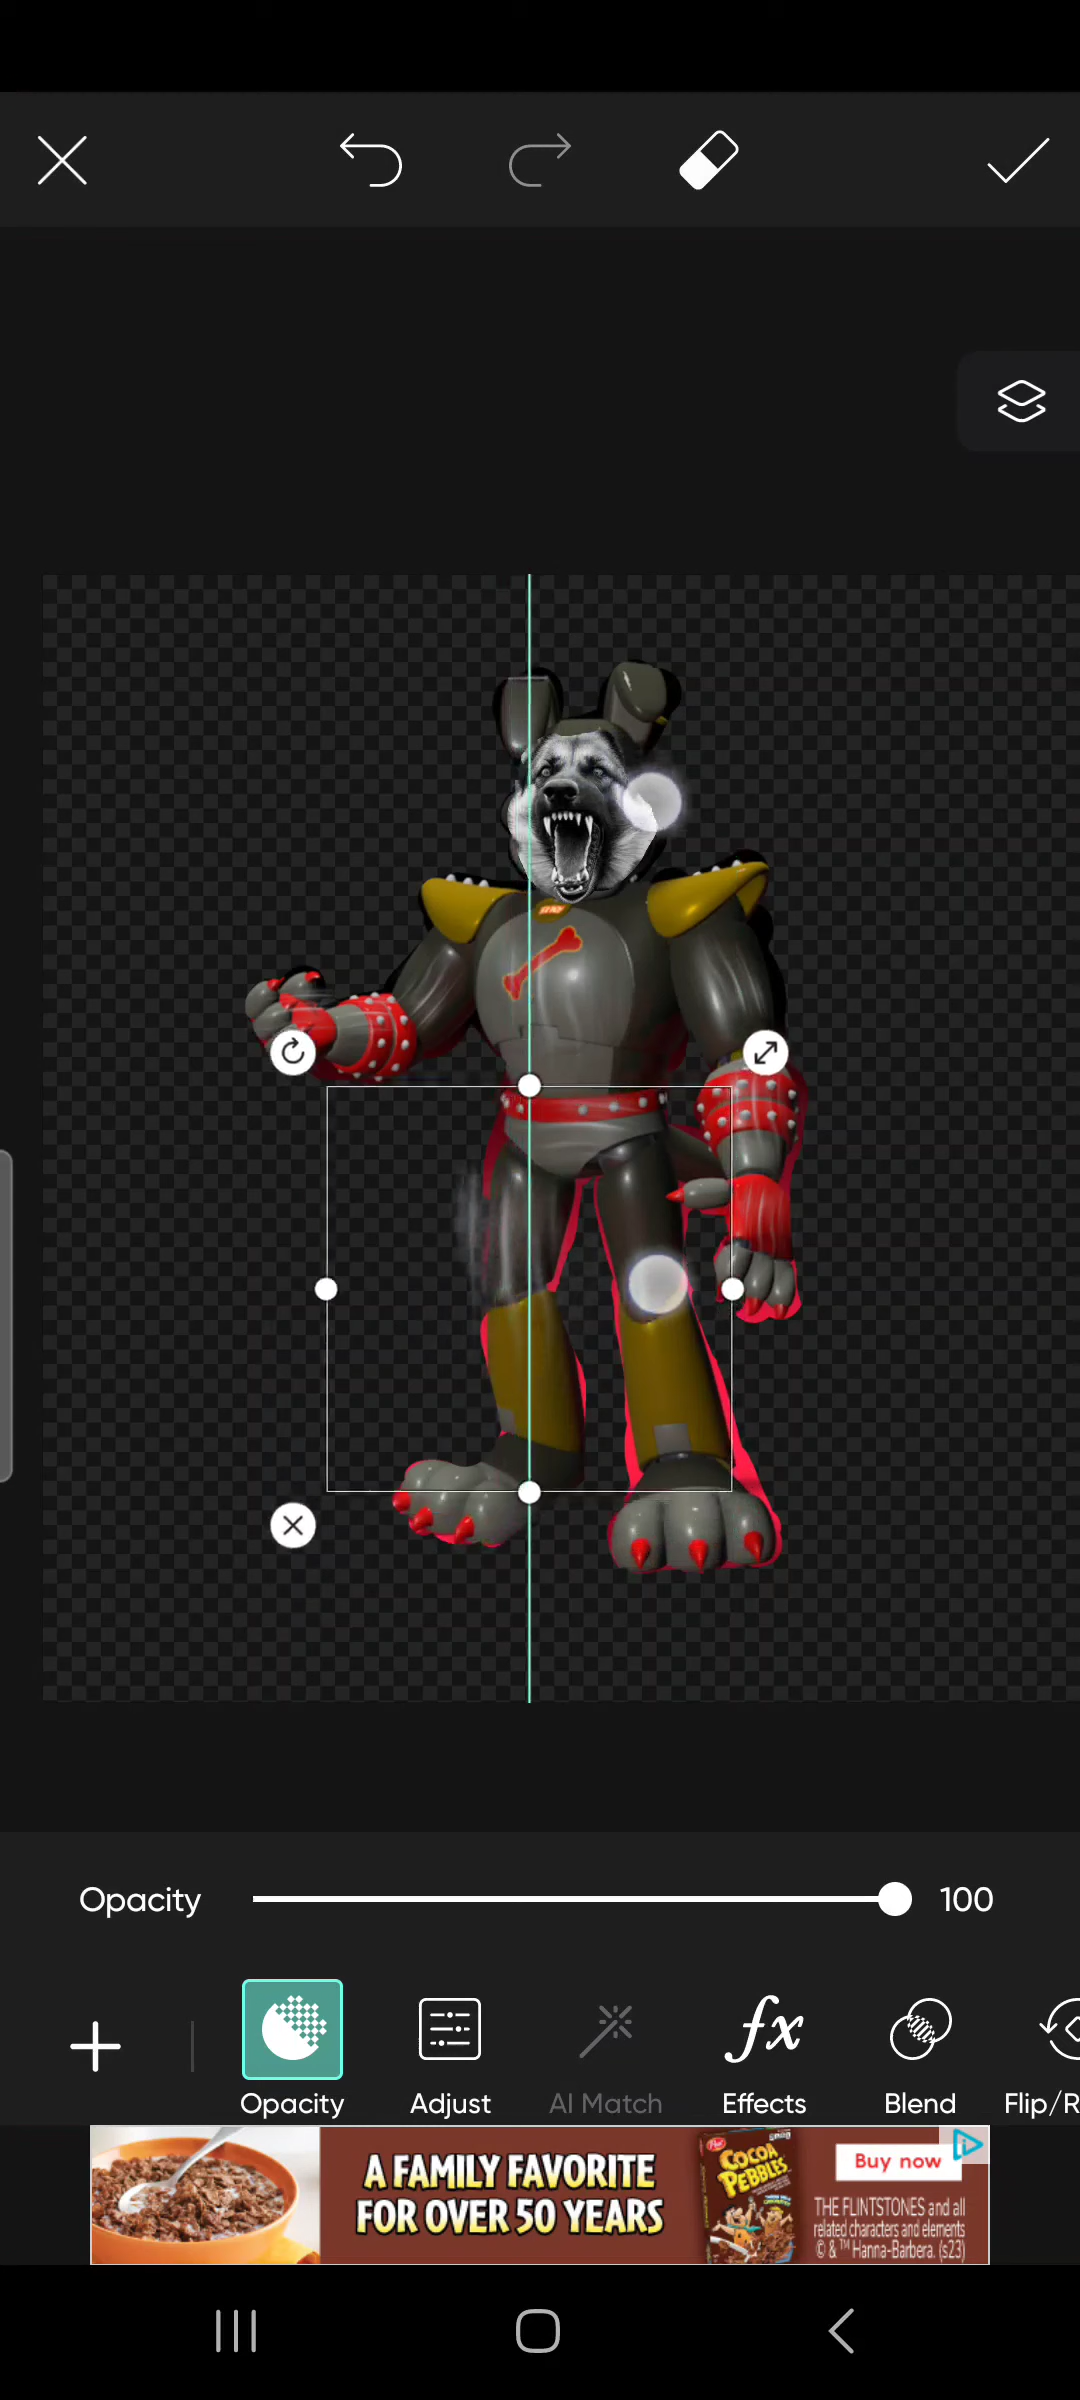 Opacity
100
Opacity
Adjust
AI Match
Effects
Blend
Flip/R
A FAMILY FAVORITE
FOR OVER 50 YEARS
Post
COCOA
PEBBLES
Buy now
THE FLINTSTONES and all
related characters and elements
© & ™ Hanna-Barbera. (s23)